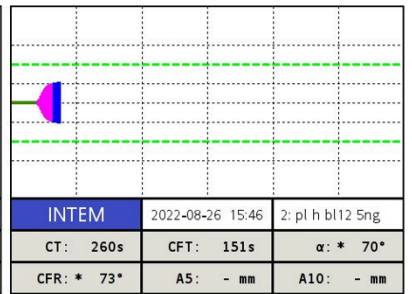 INTEM 2022-08-26 15:46 2: pl h bl12 5ng
CT: 260s CFT: 151s α: * 70°
CFR: * 73° A5: - mm A10: - mm